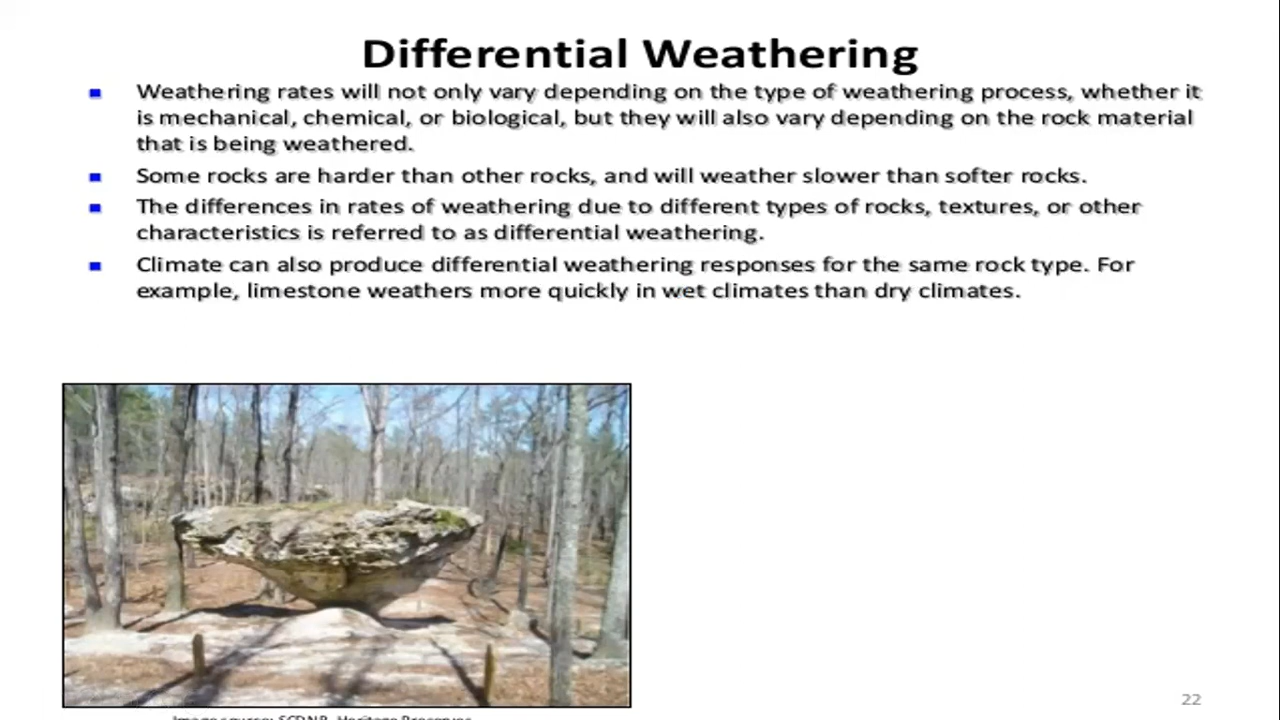 Differential Weathering
Weathering rates will not only vary depending on the type of weathering process, whether it
is mechanical, chemical, or biological, but they will also vary depending on the rock material
that is being weathered.
Some rocks are harder than other rocks, and will weather slower than softer rocks.
The differences in rates of weathering due to different types of rocks, textures, or other
characteristics is referred to as differential weathering.
Climate can also produce differential weathering responses for the same rock type. For
example, limestone weathers more quickly in wet climates than dry climates.
Image source: SCDNR, Heritage Preserves
22